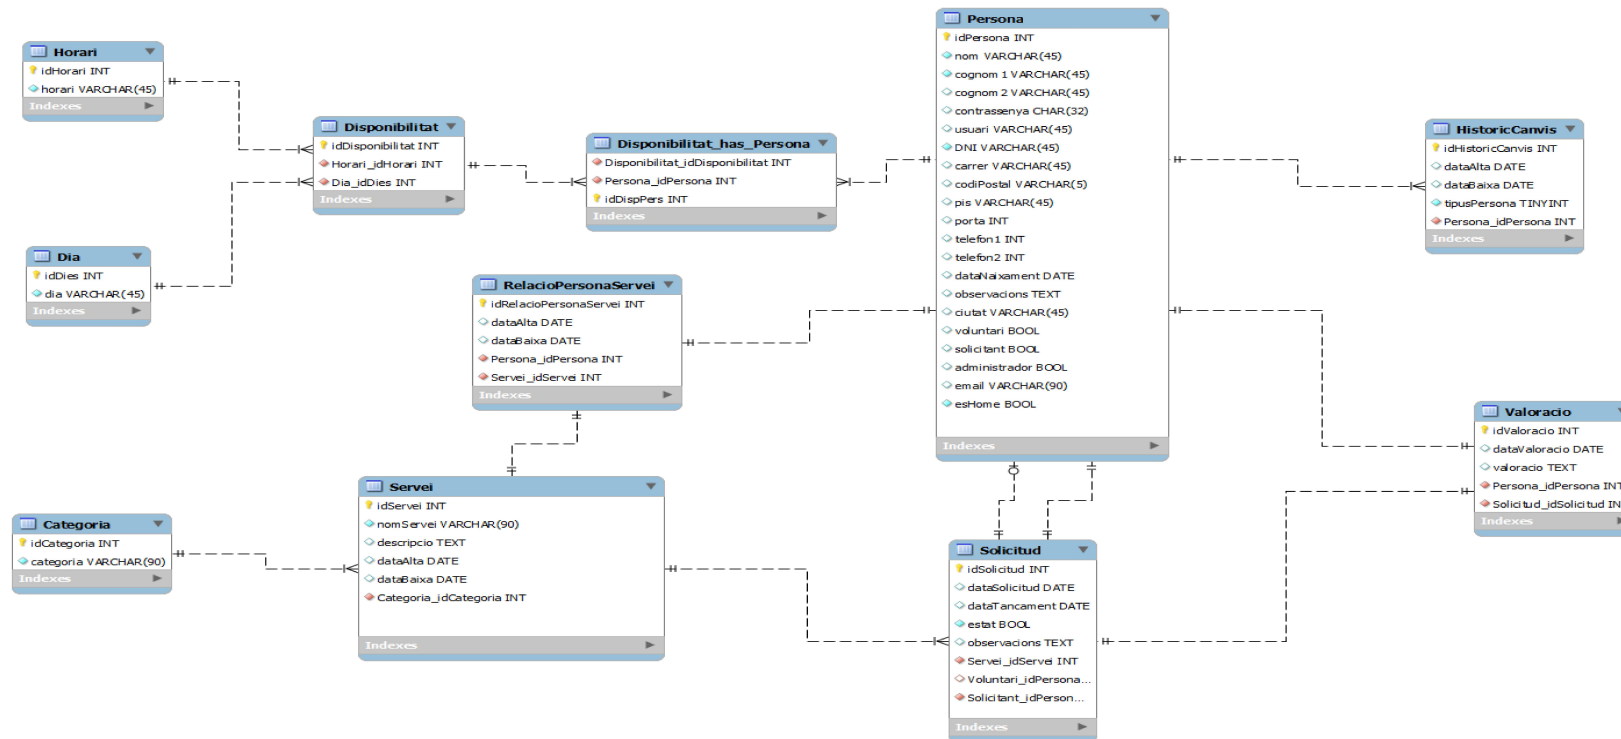 Horari
idHorari INT
horari VARCHAR(45)
Indexes
Dia
idDies INT
dia VARCHAR(45)
Indexes
Disponibilitat
idDisponibilitat INT
Horari_idHorari INT
Dia_idDies INT
Indexes
Disponibilitat_has_Persona
Disponibilitat_idDisponibilitat INT
Persona_idPersona INT
idDispPers INT
Indexes
RelacioPersonaServei
idRelacioPersonaServei INT
dataAlta DATE
dataBaixa DATE
Persona_idPersona INT
Servei_idServei INT
Indexes
Categoria
idCategoria INT
categoria VARCHAR(90)
Indexes
Servei
idServei INT
nomServei VARCHAR(90)
descripcio TEXT
dataAlta DATE
dataBaixa DATE
Categoria_idCategoria INT
Indexes
Persona
idPersona INT
nom VARCHAR(45)
cognom 1 VARCHAR(45)
cognom 2 VARCHAR(45)
contrassenya CHAR(32)
usuari VARCHAR(45)
DNI VARCHAR(45)
carrer VARCHAR(45)
codiPostal VARCHAR(5)
pis VARCHAR(45)
porta INT
telefon1 INT
telefon2 INT
dataNaixament DATE
observacions TEXT
ciutat VARCHAR(45)
voluntari BOOL
solicitant BOOL
administrador BOOL
email VARCHAR(90)
esHome BOOL
Indexes
Solicitud
idSolicitud INT
dataSolicitud DATE
dataTancament DATE
estat BOOL
observacions TEXT
Servei_idServei INT
Voluntari_idPersona...
Solicitant_idPerson...
Indexes
HistoricCanvis
idHistoricCanvis INT
dataAlta DATE
dataBaixa DATE
tipusPersona TINYINT
Persona_idPersona INT
Indexes
Valoracio
idValoracio INT
dataValoracio DATE
valoracio TEXT
Persona_idPersona INT
Solicitud_idSolicitud IN
Indexes